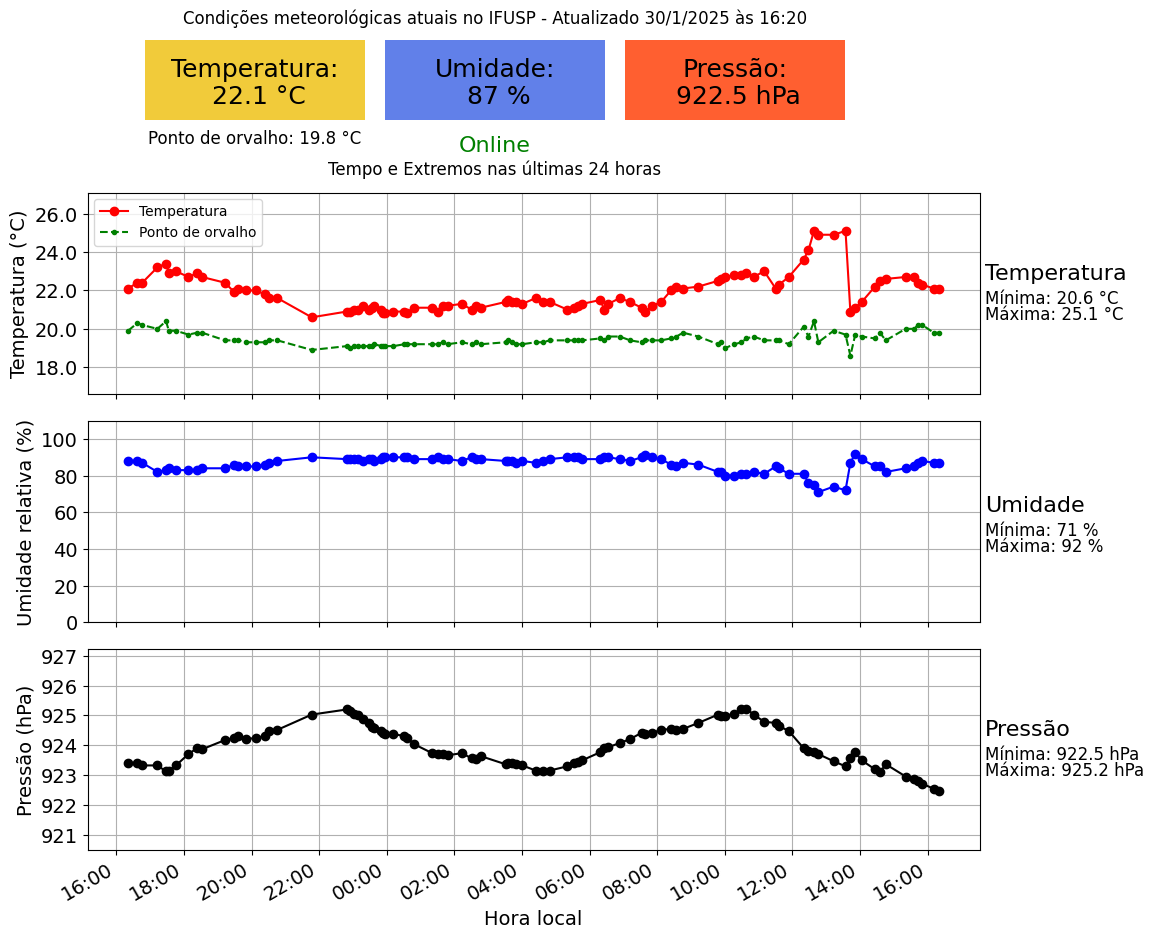 Condições meteorológicas atuais no IFUSP - Atualizado 30/1/2025 às 16:20
Temperatura:
22.1 °C
Umidade:
87 %
Pressão:
922.5 hPa
Ponto de orvalho: 19.8 °C
Online
Tempo e Extremos nas últimas 24 horas
Temperatura (°C)
26.0
24.0
22.0
20.0
18.0
Temperatura
Ponto de orvalho
Temperatura
Mínima: 20.6 °C
Máxima: 25.1 °C
Umidade relativa (%)
100
80
60
40
20
0
Umidade
Mínima: 71 %
Máxima: 92 %
Pressão (hPa)
927
926
925
924
923
922
921
Pressão
Mínima: 922.5 hPa
Máxima: 925.2 hPa
16:00 18:00 20:00 22:00 00:00 02:00 04:00 06:00 08:00 10:00 12:00 14:00 16:00
Hora local